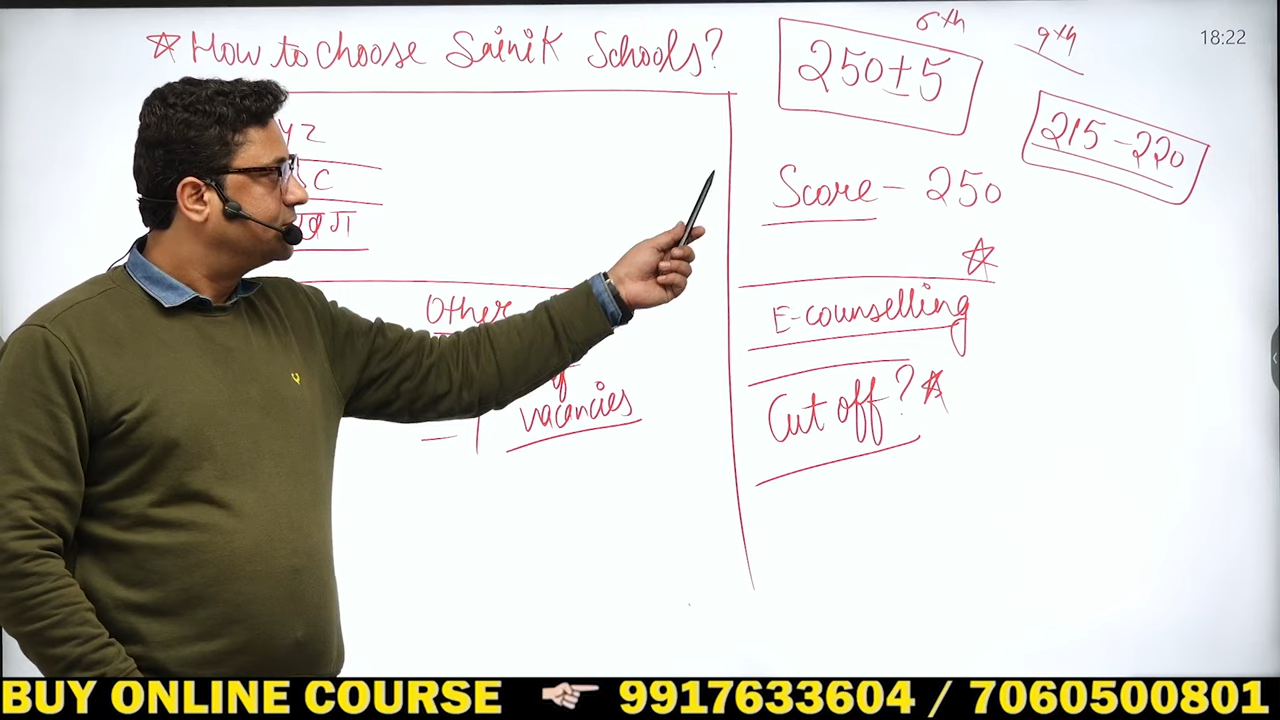 How to choose Sainik Schools?
6th
9th
18:22
250±5
215-220
YZ
C
Score - 250
E-counselling
Other
vacancies
Cut off?
BUY ONLINE COURSE 9917633604 / 7060500801